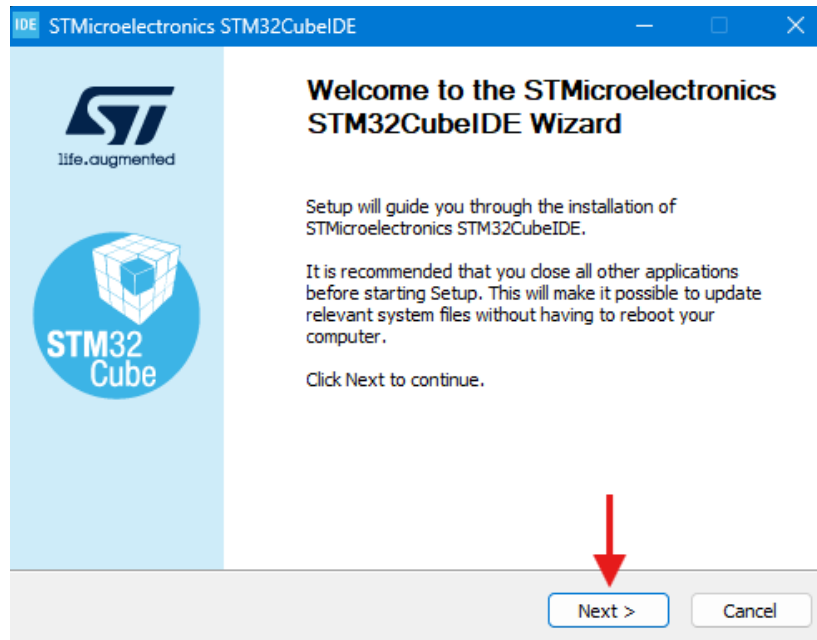 IDE STMicroelectronics STM32CubeIDE
life.augmented
STM32
Cube
Welcome to the STMicroelectronics
STM32CubeIDE Wizard
Setup will guide you through the installation of
STMicroelectronics STM32CubeIDE.
It is recommended that you close all other applications
before starting Setup. This will make it possible to update
relevant system files without having to reboot your
computer.
Click Next to continue.
Next >
Cancel